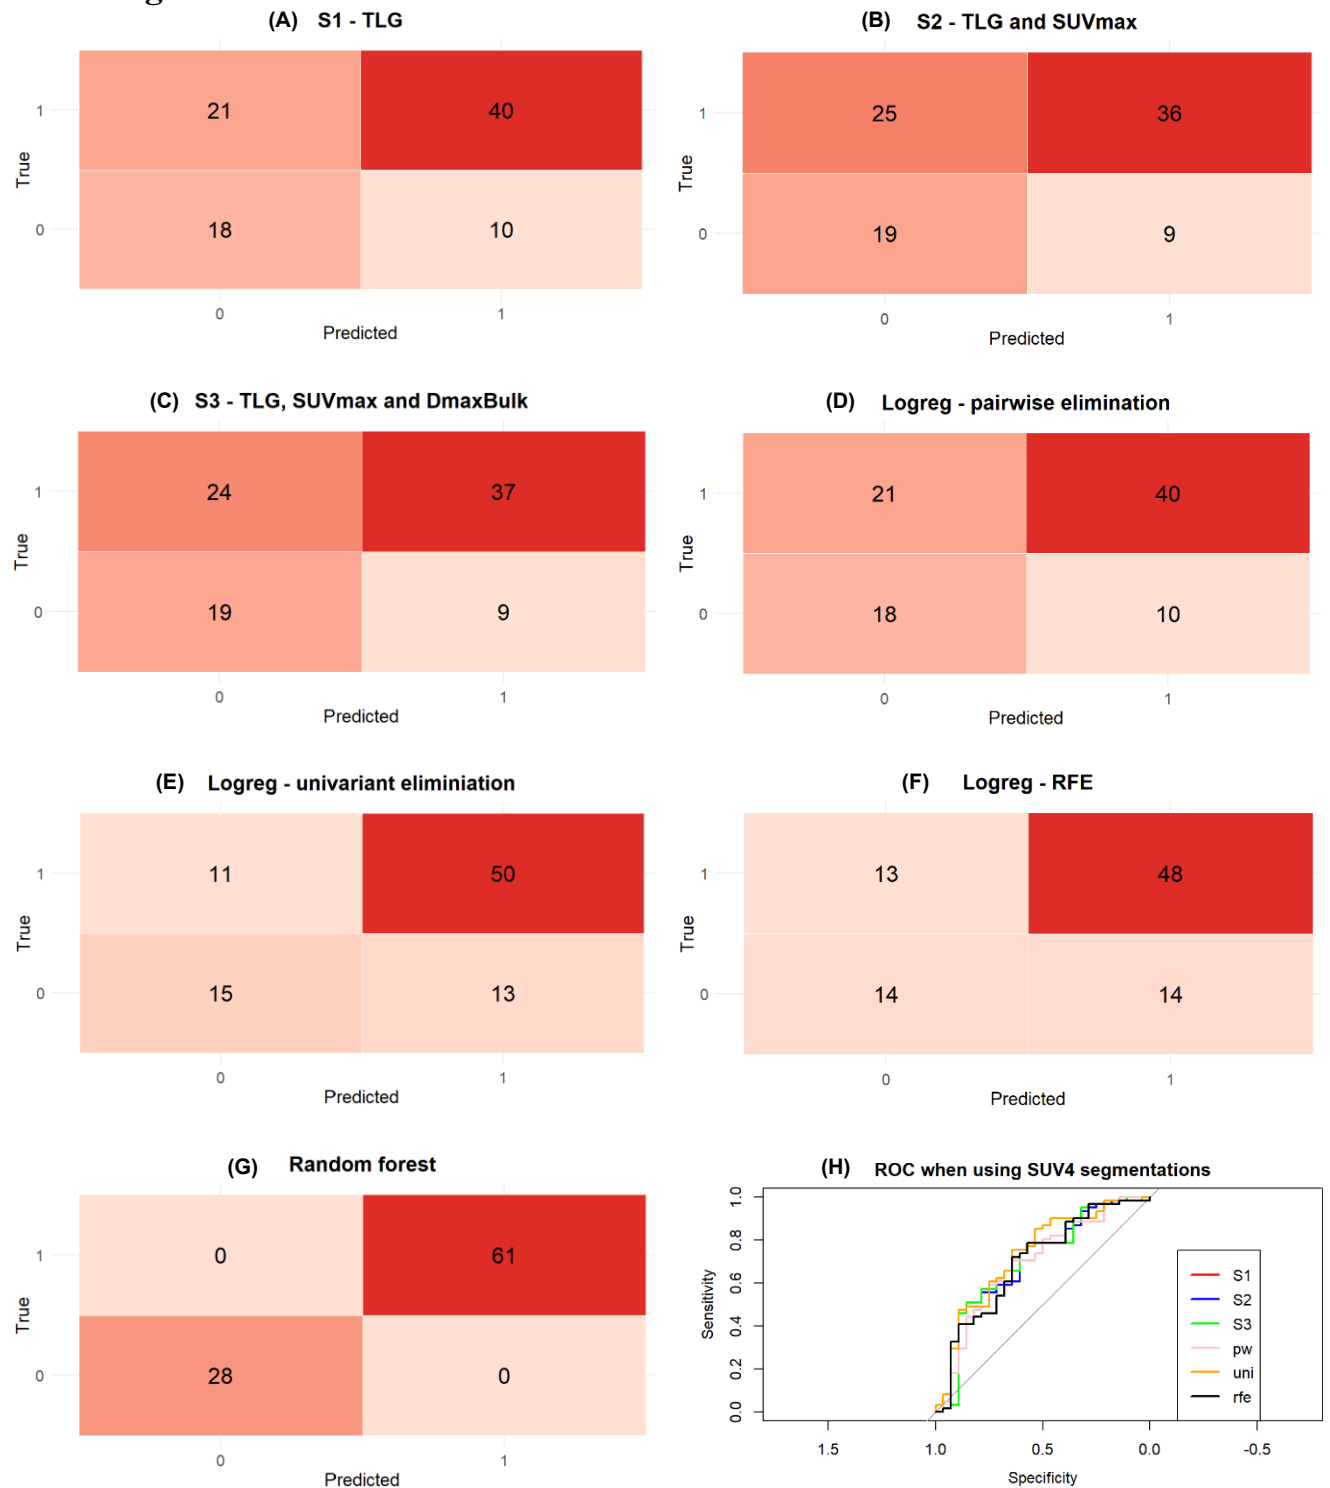 (A) S1 - TLG
True
1
21
40
0
18
10
0
1
Predicted
(B) S2 - TLG and SUVmax
True
1
25
36
0
19
9
0
1
Predicted
(C) S3 - TLG, SUVmax and DmaxBulk
True
1
24
37
0
19
9
0
1
Predicted
(D) Logreg - pairwise elimination
True
1
21
40
0
18
10
0
1
Predicted
(E) Logreg - univariant eliminiation
True
1
11
50
0
15
13
0
1
Predicted
(F) Logreg - RFE
True
1
13
48
0
14
14
0
1
Predicted
(G) Random forest
True
1
0
61
0
28
0
0
1
Predicted
(H) ROC when using SUV4 segmentations
Sensitivity
1.0
0.8
0.6
0.4
0.2
0.0
S1
S2
S3
pw
uni
rfe
1.5
1.0
0.5
0.0
-0.5
Specificity